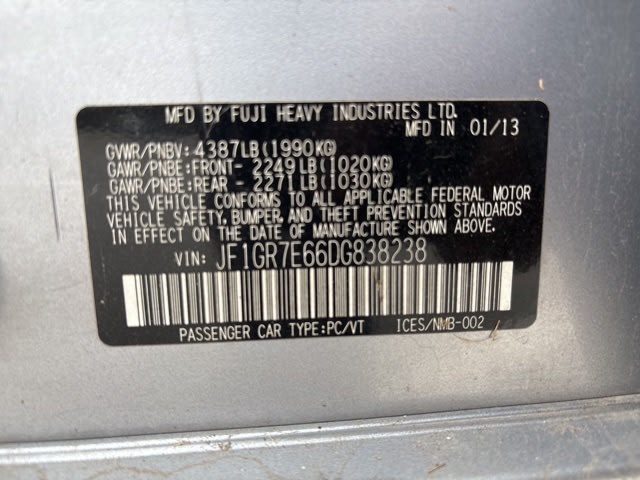 MFD BY FUJI HEAVY INDUSTRIES LTD.
MFD IN 01/13
GVWR/PNBV: 4387LB(1990KG)
GAWR/PNBE:FRONT- 2249LB(1020KG)
GAWR/PNBE:REAR - 2271LB(1030KG)
THIS VEHICLE CONFORMS TO ALL APPLICABLE FEDERAL MOTOR
VEHICLE SAFETY, BUMPER, AND THEFT PREVENTION STANDARDS
IN EFFECT ON THE DATE OF MANUFACTURE SHOWN ABOVE.
VIN: JF1GR7E66DG838238
PASSENGER CAR TYPE:PC/VT ICES/NMB-002